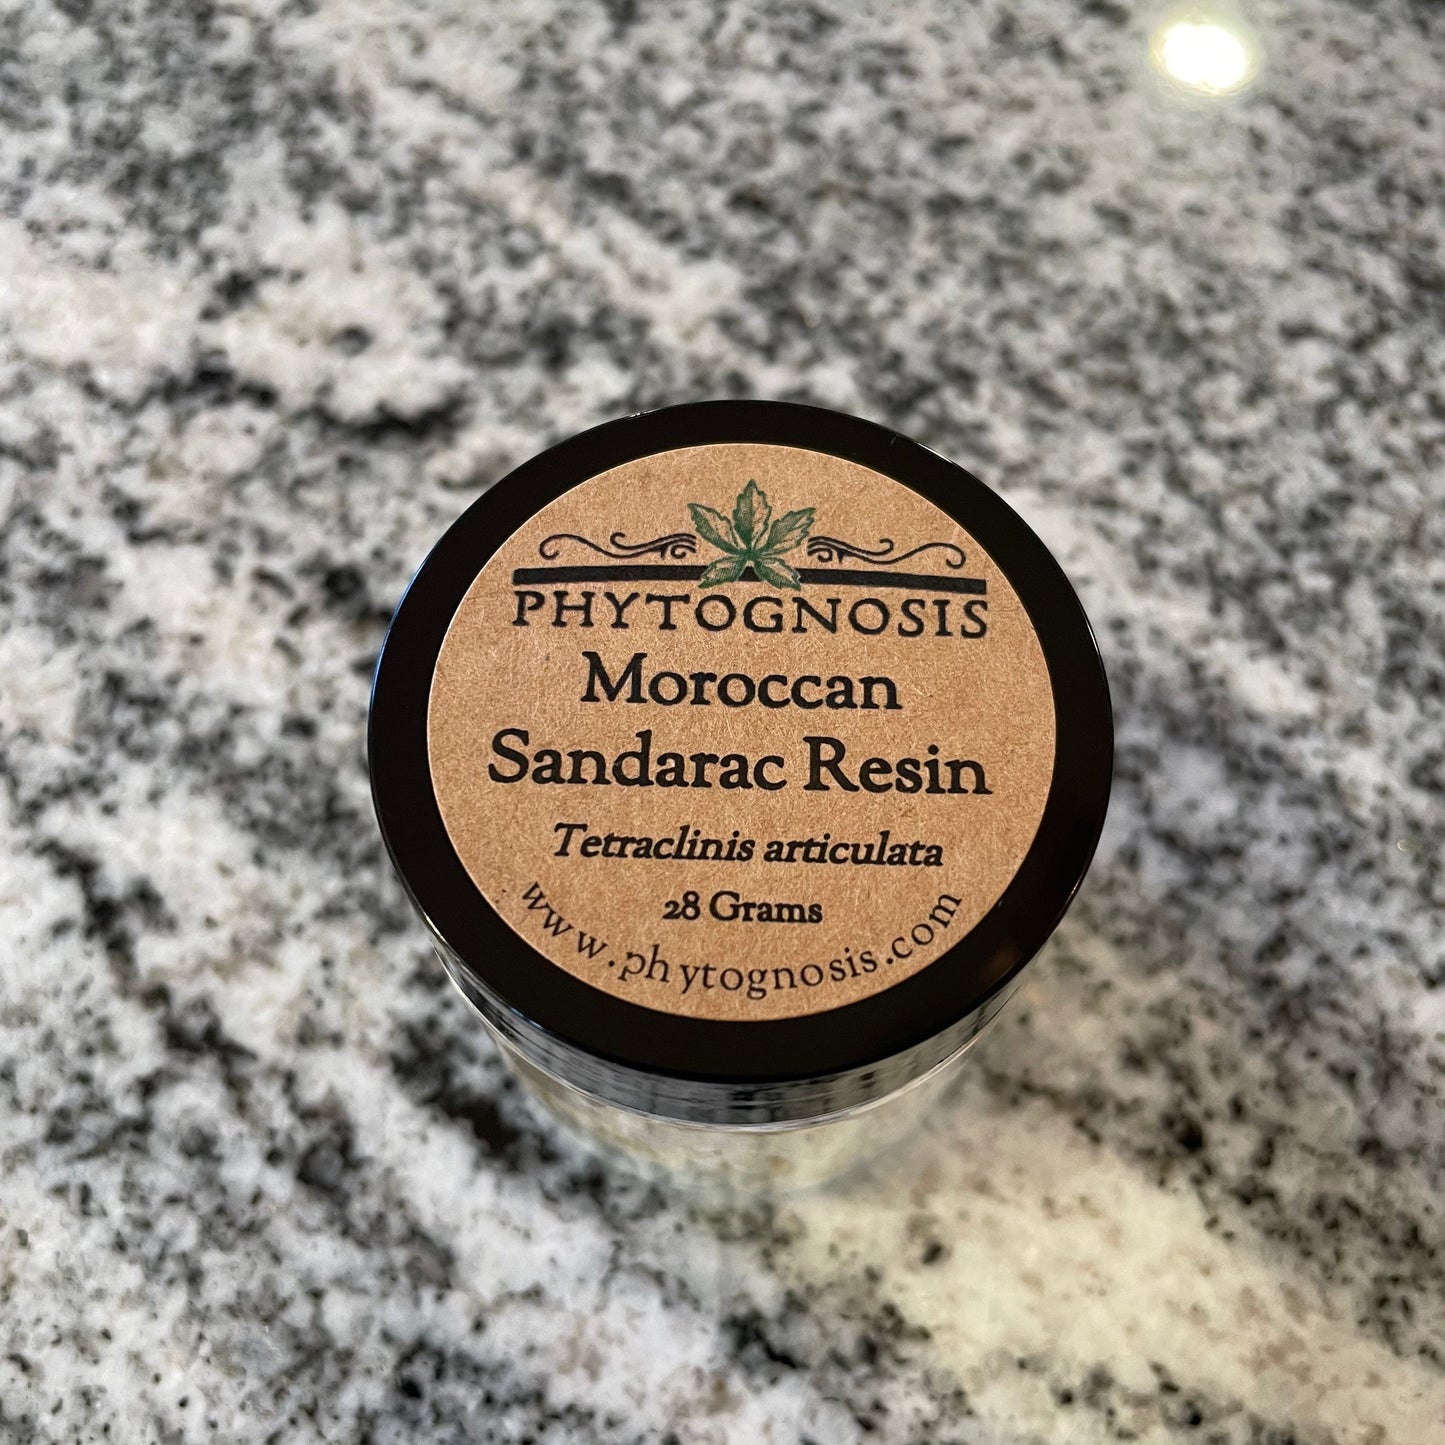 PHYTOGNOSIS
Moroccan
Sandarac Resin
Tetraclinis articulata
28 Grams
www.phytognosis.com